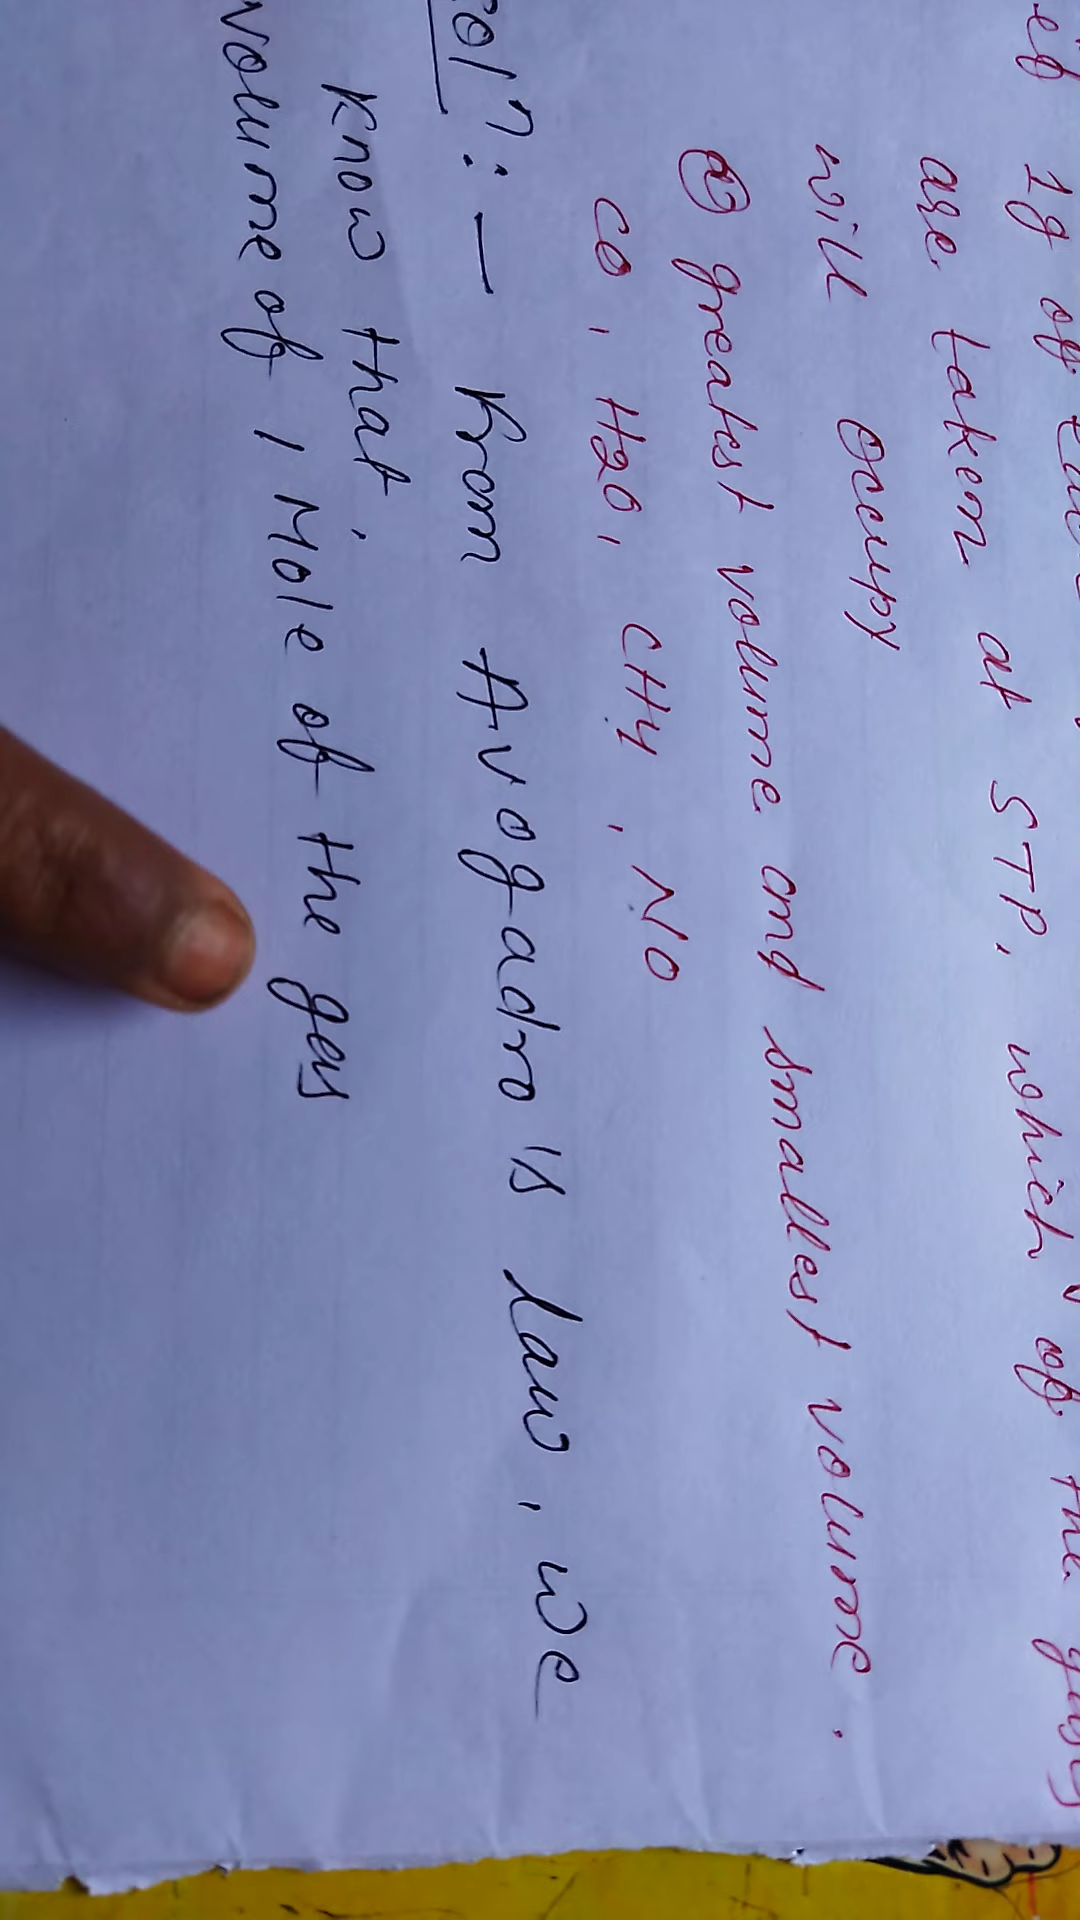 1g of
are taken at STP, which of the
will occupy
a greatest volume and smallest volume.
CO, H2O, CH4, NO
Sol?:- From Avogadro is Law, we
know that,
volume of 1 Mole of the gas